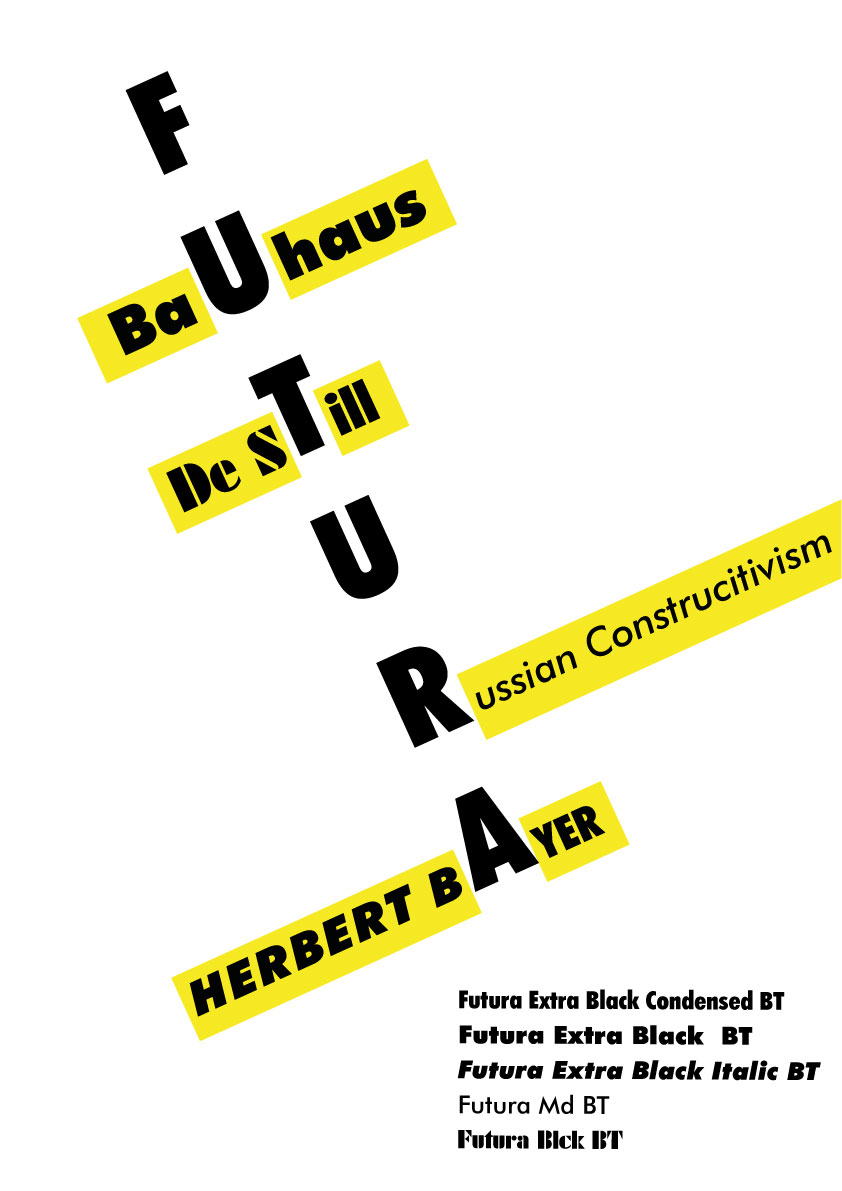 F
BaUhaus
De STill
U
Russian Construcitivism
HERBERT BAYER
Futura Extra Black Condensed BT
Futura Extra Black BT
Futura Extra Black Italic BT
Futura Md BT
Futura Blck BT